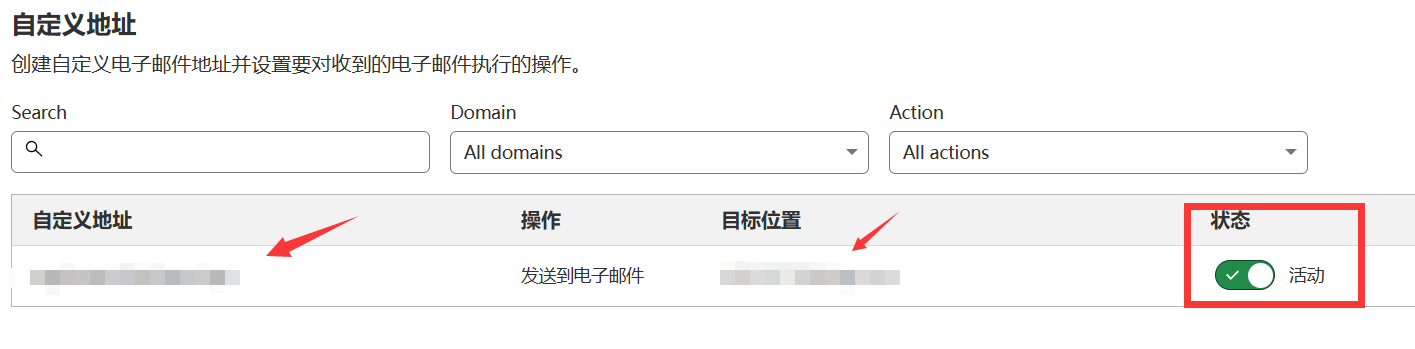 自定义地址
创建自定义电子邮件地址并设置要对收到的电子邮件执行的操作。
Search Domain Action
All domains All actions
自定义地址 操作 目标位置 状态
发送到电子邮件 活动